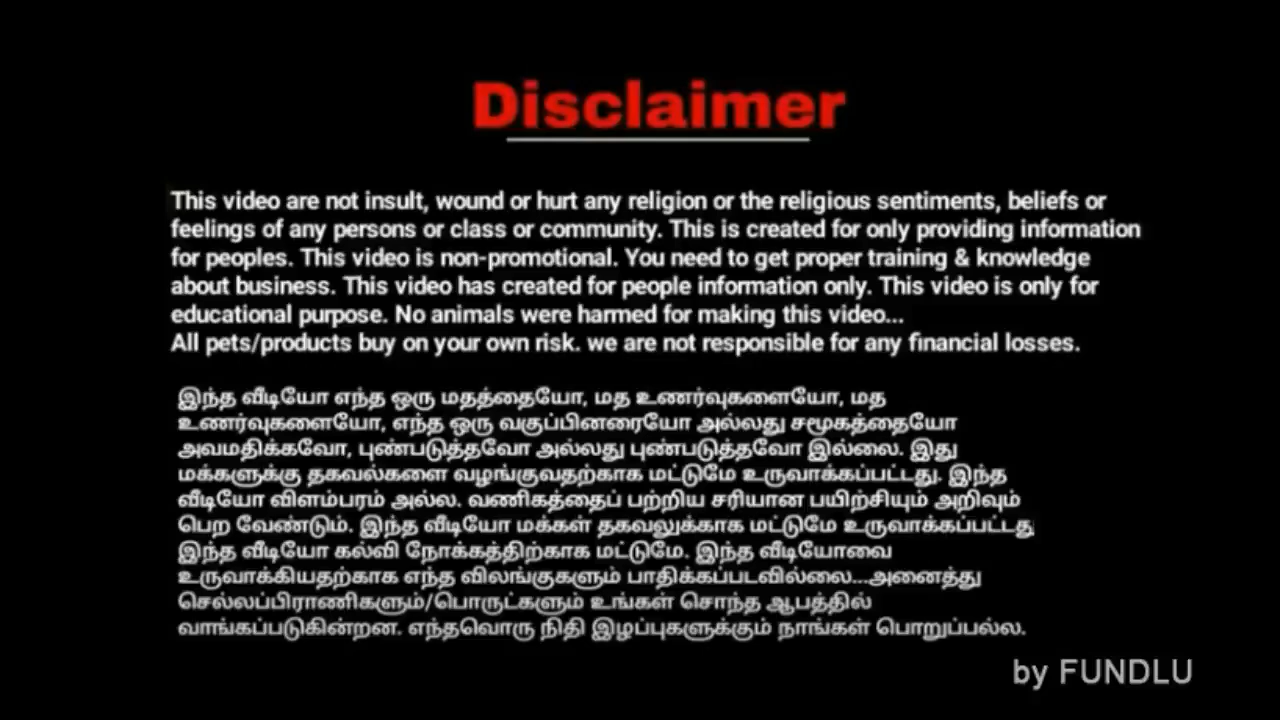 Disclaimer
This video are not insult, wound or hurt any religion or the religious sentiments, beliefs or
feelings of any persons or class or community. This is created for only providing information
for peoples. This video is non-promotional. You need to get proper training & knowledge
about business. This video has created for people information only. This video is only for
educational purpose. No animals were harmed for making this video...
All pets/products buy on your own risk. we are not responsible for any financial losses.
இந்த வீடியோ எந்த ஒரு மதத்தையோ, மத உணர்வுகளையோ, மத
உணர்வுகளையோ, எந்த ஒரு வகுப்பினரையோ அல்லது சமூகத்தையோ
அவமதிக்கவோ, புண்படுத்தவோ அல்லது புண்படுத்தவோ இல்லை. இது
மக்களுக்கு தகவல்களை வழங்குவதற்காக மட்டுமே உருவாக்கப்பட்டது. இந்த
வீடியோ விளம்பரம் அல்ல. வணிகத்தைப் பற்றிய சரியான பயிற்சியும் அறிவும்
பெற வேண்டும். இந்த வீடியோ மக்கள் தகவலுக்காக மட்டுமே உருவாக்கப்பட்டது
இந்த வீடியோ கல்வி நோக்கத்திற்காக மட்டுமே. இந்த வீடியோவை
உருவாக்கியதற்காக எந்த விலங்குகளும் பாதிக்கப்படவில்லை...அனைத்து
செல்லப்பிராணிகளும்/பொருட்களும் உங்கள் சொந்த ஆபத்தில்
வாங்கப்படுகின்றன. எந்தவொரு நிதி இழப்புகளுக்கும் நாங்கள் பொறுப்பல்ல.
by FUNDLU